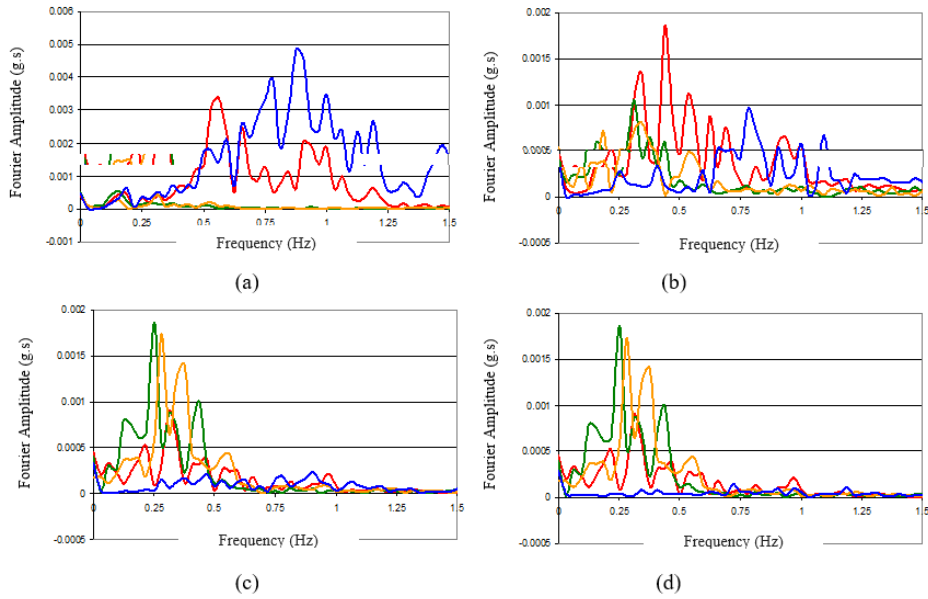 0.006
0.005
0.004
0.003
0.002
0.001
0
-0.001
Fourier Amplitude (g.s)
0 0.25 0.5 0.75 1 1.25 1.5
Frequency (Hz)
(a)
0.002
0.0015
0.001
0.0005
0
-0.0005
Fourier Amplitude (g.s)
0 0.25 0.5 0.75 1 1.25 1.5
Frequency (Hz)
(b)
0.002
0.0015
0.001
0.0005
0
-0.0005
Fourier Amplitude (g.s)
0 0.25 0.5 0.75 1 1.25 1.5
Frequency (Hz)
(c)
0.002
0.0015
0.001
0.0005
0
-0.0005
Fourier Amplitude (g.s)
0 0.25 0.5 0.75 1 1.25 1.5
Frequency (Hz)
(d)